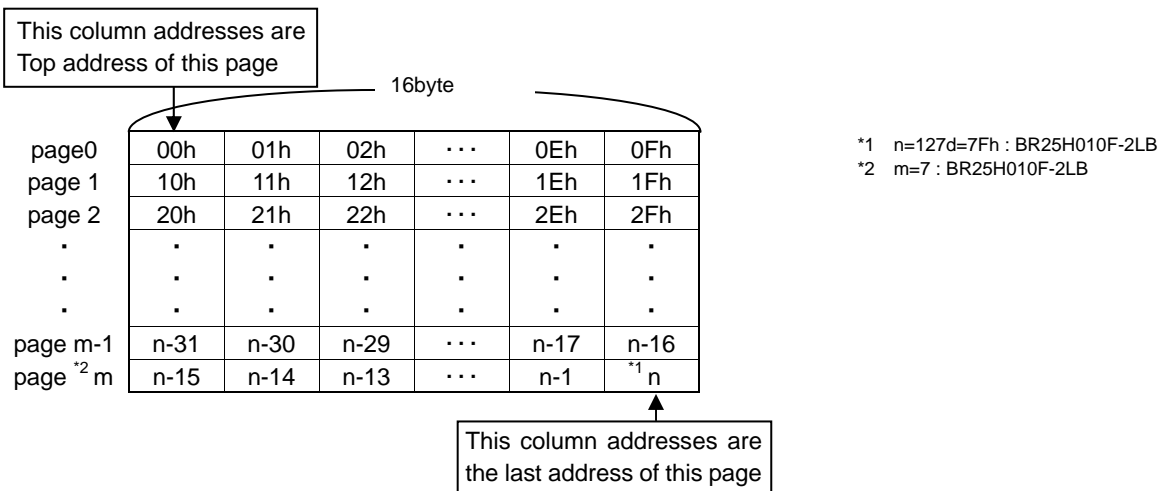 This column addresses are
Top address of this page
16byte
page0 00h 01h 02h ··· 0Eh 0Fh
page 1 10h 11h 12h ··· 1Eh 1Fh
page 2 20h 21h 22h ··· 2Eh 2Fh
· · · · · · ·
· · · · · · ·
· · · · · · ·
page m-1 n-31 n-30 n-29 ··· n-17 n-16
page *2 m n-15 n-14 n-13 ··· n-1 *1 n
This column addresses are
the last address of this page
*1 n=127d=7Fh : BR25H010F-2LB
*2 m=7 : BR25H010F-2LB